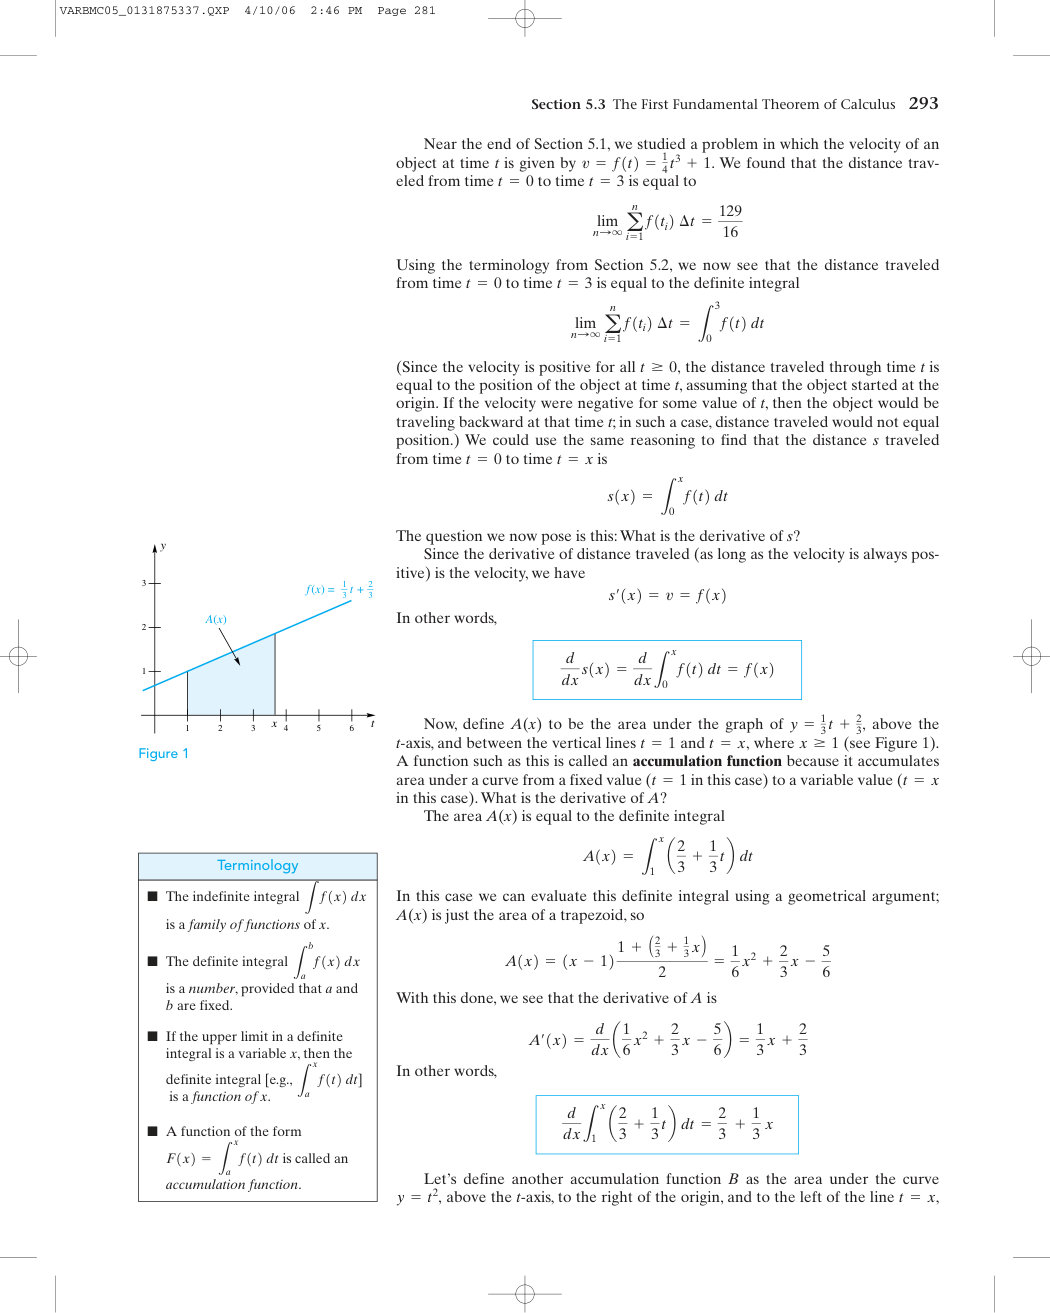 VARBMC05_0131875337.QXP 4/10/06 2:46 PM Page 281
Section 5.3 The First Fundamental Theorem of Calculus 293
Near the end of Section 5.1, we studied a problem in which the velocity of an
object at time t is given by v = f(t) = 1/4 t³ + 1. We found that the distance trav-
eled from time t = 0 to time t = 3 is equal to
lim n→∞ ∑ i=1 n f(tᵢ) Δt = 129/16
Using the terminology from Section 5.2, we now see that the distance traveled
from time t = 0 to time t = 3 is equal to the definite integral
lim n→∞ ∑ i=1 n f(tᵢ) Δt = ∫₀³ f(t) dt
(Since the velocity is positive for all t ≥ 0, the distance traveled through time t is
equal to the position of the object at time t, assuming that the object started at the
origin. If the velocity were negative for some value of t, then the object would be
traveling backward at that time t; in such a case, distance traveled would not equal
position.) We could use the same reasoning to find that the distance s traveled
from time t = 0 to time t = x is
s(x) = ∫₀ˣ f(t) dt
The question we now pose is this: What is the derivative of s?
Since the derivative of distance traveled (as long as the velocity is always pos-
itive) is the velocity, we have
s′(x) = v = f(x)
In other words,
d/dx s(x) = d/dx ∫₀ˣ f(t) dt = f(x)
Now, define A(x) to be the area under the graph of y = 1/3 t + 2/3, above the
t-axis, and between the vertical lines t = 1 and t = x, where x ≥ 1 (see Figure 1).
A function such as this is called an accumulation function because it accumulates
area under a curve from a fixed value (t = 1 in this case) to a variable value (t = x
in this case). What is the derivative of A?
The area A(x) is equal to the definite integral
A(x) = ∫₁ˣ (2/3 + 1/3 t) dt
In this case we can evaluate this definite integral using a geometrical argument;
A(x) is just the area of a trapezoid, so
A(x) = (x − 1) (1 + (2/3 + 1/3 x))/2 = 1/6 x² + 2/3 x − 5/6
With this done, we see that the derivative of A is
A′(x) = d/dx (1/6 x² + 2/3 x − 5/6) = 1/3 x + 2/3
In other words,
d/dx ∫₁ˣ (2/3 + 1/3 t) dt = 2/3 + 1/3 x
Let's define another accumulation function B as the area under the curve
y = t², above the t-axis, to the right of the origin, and to the left of the line t = x,
y
3
f(x) = 1/3 t + 2/3
A(x)
2
1
1 2 3 x 4 5 6 t
Figure 1
Terminology
■ The indefinite integral ∫ f(x) dx
is a family of functions of x.
■ The definite integral ∫ₐᵇ f(x) dx
is a number, provided that a and
b are fixed.
■ If the upper limit in a definite
integral is a variable x, then the
definite integral [e.g., ∫ₐˣ f(t) dt]
is a function of x.
■ A function of the form
F(x) = ∫ₐˣ f(t) dt is called an
accumulation function.